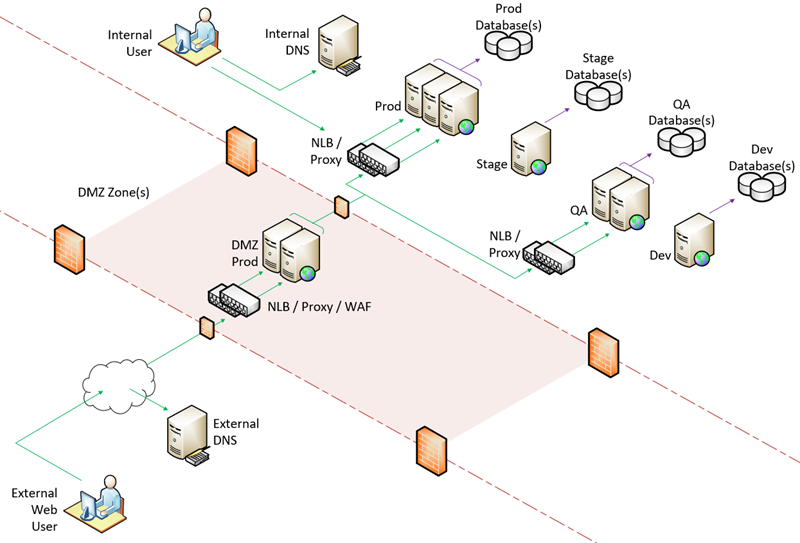 Internal
User
Internal
DNS
Prod
Database(s)
Stage
Database(s)
QA
Database(s)
Dev
Database(s)
Prod
NLB /
Proxy
Stage
DMZ Zone(s)
QA
NLB /
Proxy
Dev
DMZ
Prod
NLB / Proxy / WAF
External
DNS
External
Web
User